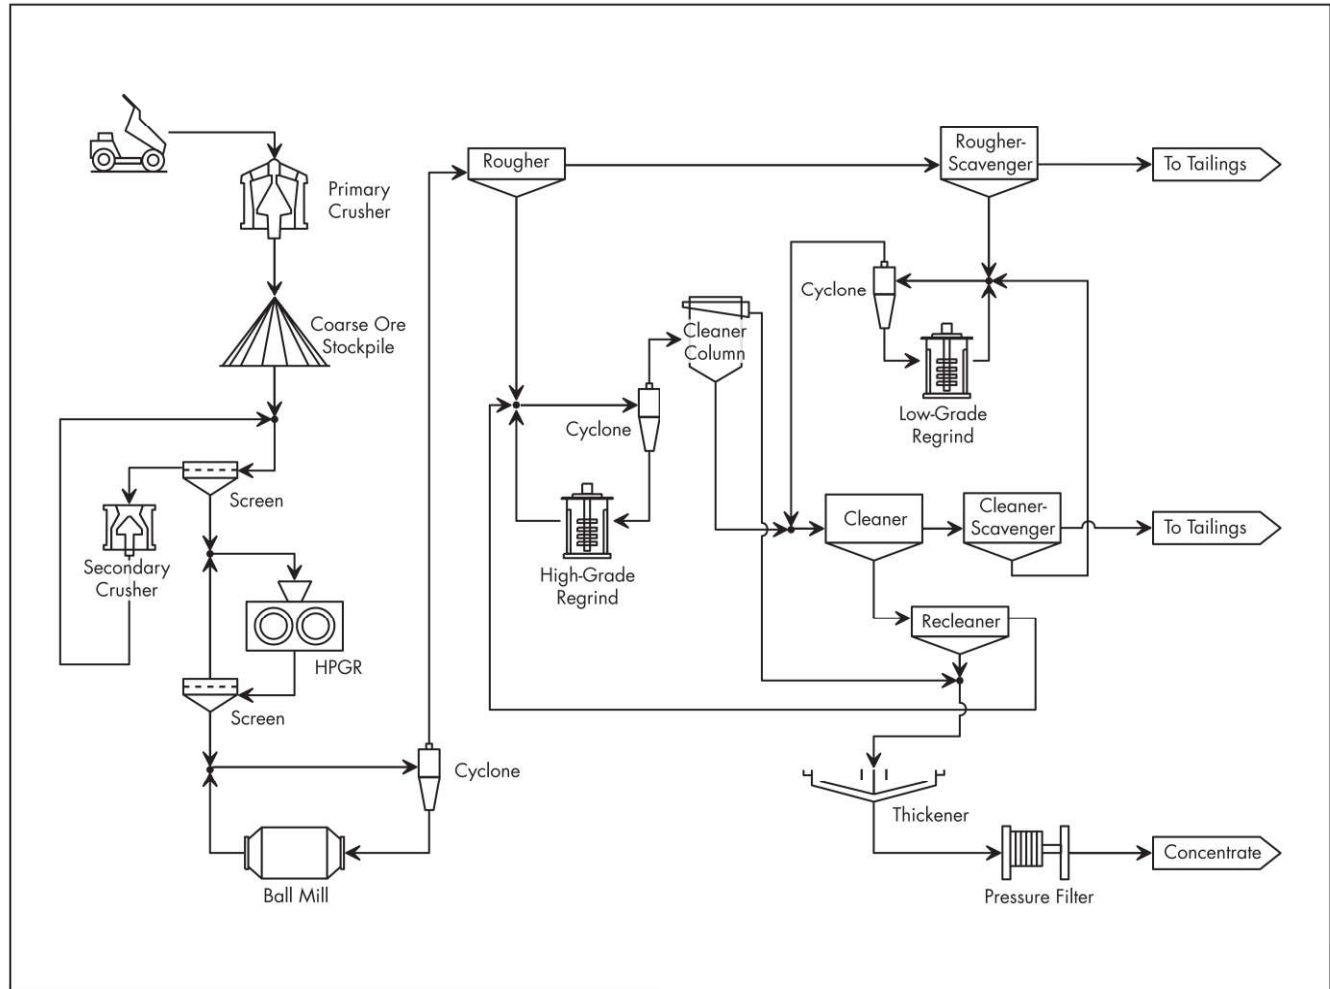 Primary
Crusher
Coarse Ore
Stockpile
Screen
Secondary
Crusher
HPGR
Screen
Cyclone
Ball Mill
Rougher
Rougher-
Scavenger
To Tailings
Cyclone
Cleaner
Column
Low-Grade
Regrind
Cyclone
High-Grade
Regrind
Cleaner
Cleaner-
Scavenger
To Tailings
Recleaner
Thickener
Pressure Filter
Concentrate